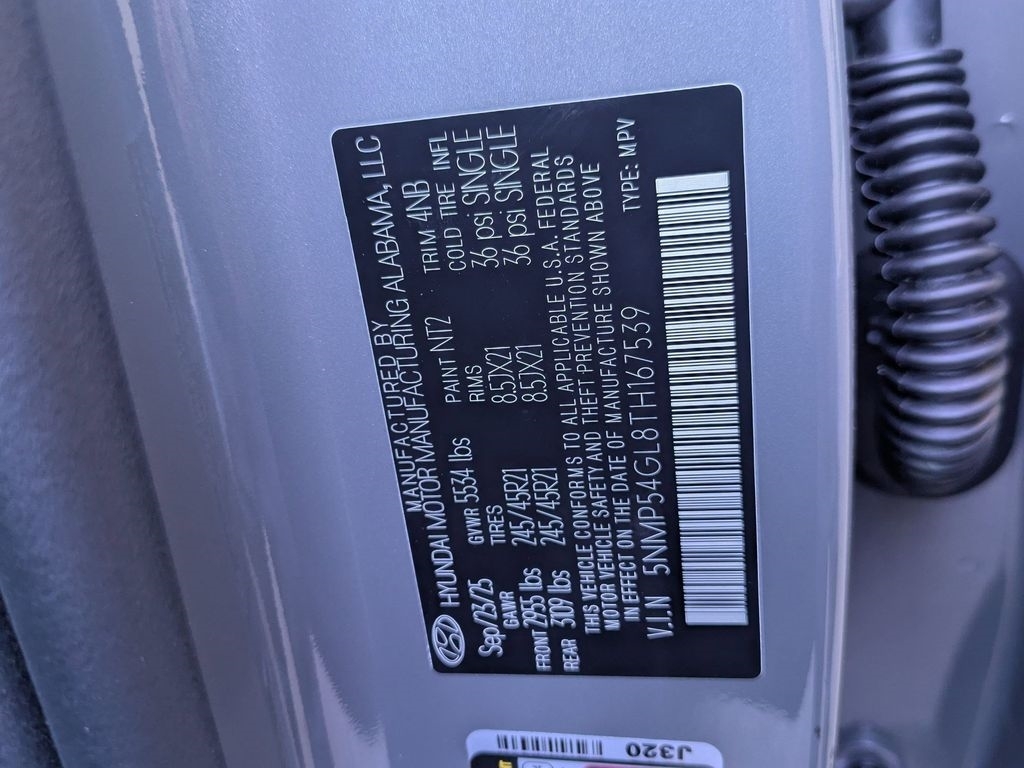 MANUFACTURED BY
HYUNDAI MOTOR MANUFACTURING ALABAMA, LLC
Sep/23/25 GVWR 5534 lbs PAINT NT2 TRIM 4NB
GAWR TIRES RIMS COLD TIRE INFL
FRONT 2955 lbs 245/45R21 8.5JX21 36 psi SINGLE
REAR 3109 lbs 245/45R21 8.5JX21 36 psi SINGLE
THIS VEHICLE CONFORMS TO ALL APPLICABLE U.S.A. FEDERAL
MOTOR VEHICLE SAFETY AND THEFT PREVENTION STANDARDS
IN EFFECT ON THE DATE OF MANUFACTURE SHOWN ABOVE
V.I.N 5NMP54GL8TH167539 TYPE: MPV
J320